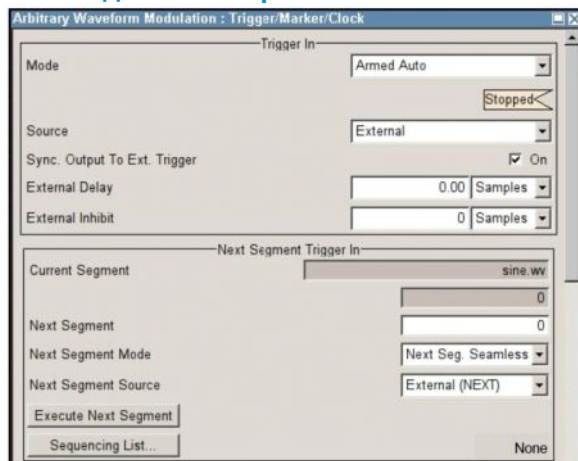 Arbitrary Waveform Modulation : Trigger/Marker/Clock
Trigger In
Mode Armed Auto
Stopped
Source External
Sync. Output To Ext. Trigger On
External Delay 0.00 Samples
External Inhibit 0 Samples
Next Segment Trigger In
Current Segment sine.wv
0
Next Segment 0
Next Segment Mode Next Seg. Seamless
Next Segment Source External (NEXT)
Execute Next Segment
Sequencing List... None